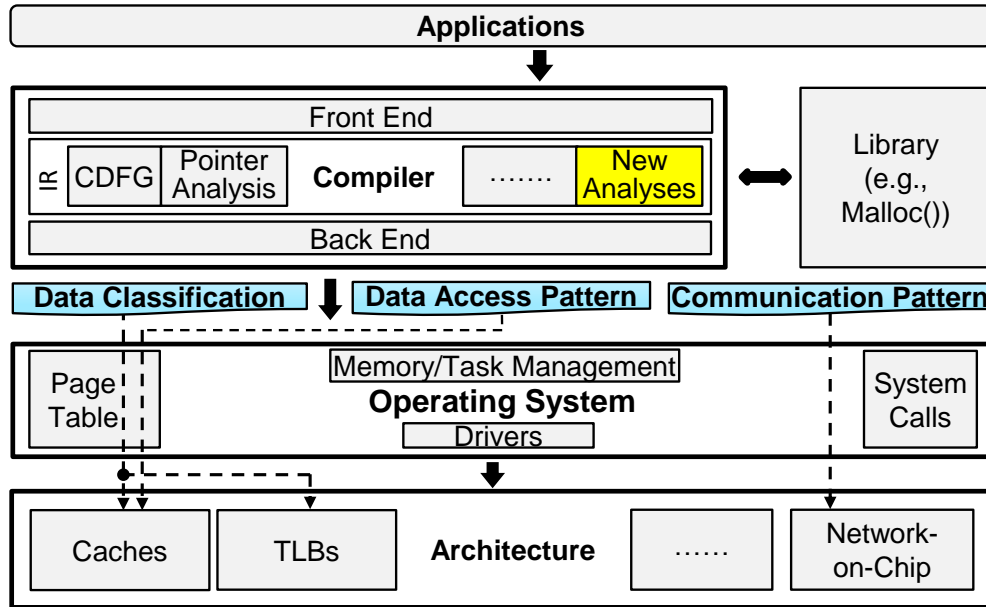 Applications
Front End
IR
CDFG
Pointer
Analysis
Compiler
.......
New
Analyses
Back End
Library
(e.g.,
Malloc())
Data Classification
Data Access Pattern
Communication Pattern
Page
Table
Memory/Task Management
Operating System
Drivers
System
Calls
Caches
TLBs
Architecture
......
Network-
on-Chip